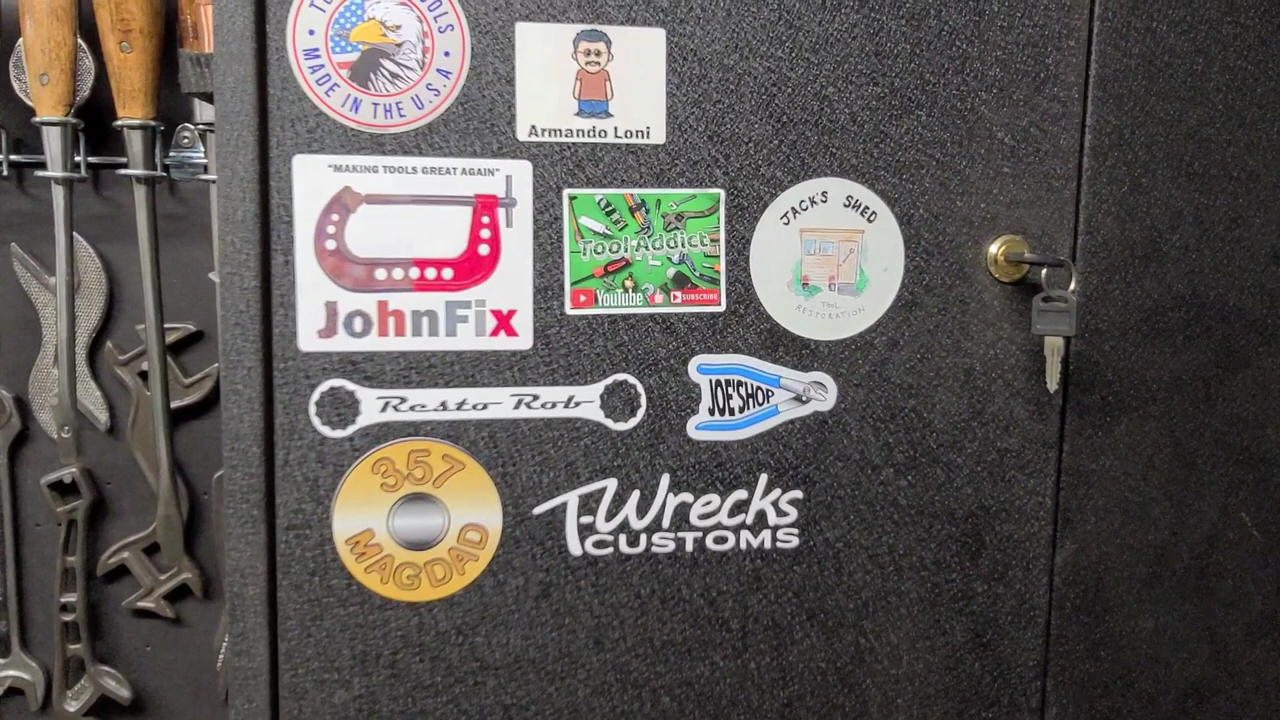 MADE IN THE U.S.A.
Armando Loni
"MAKING TOOLS GREAT AGAIN"
JohnFix
Tool Addict
YouTube
SUBSCRIBE
JACK'S SHED
TOOL
RESTORATION
Resto Rob
JOE'SHOP
357
MAGDAD
T-Wrecks
CUSTOMS